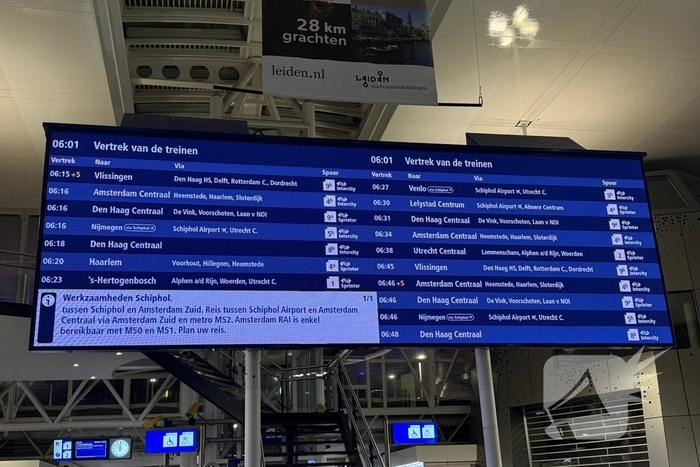 28 km
grachten
leiden.nl
LEIDEN
stadvanontdekkingen
06:01 Vertrek van de treinen
Vertrek Naar Via Spoor
06:15 +5 Vlissingen Den Haag HS, Delft, Rotterdam C., Dordrecht Intercity
06:16 Amsterdam Centraal Heemstede, Haarlem, Sloterdijk Intercity
06:16 Den Haag Centraal De Vink, Voorschoten, Laan v NOI Sprinter
06:16 Nijmegen via Schiphol Schiphol Airport, Utrecht C. Intercity
06:18 Den Haag Centraal Intercity
06:20 Haarlem Voorhout, Hillegom, Heemstede Sprinter
06:23 's-Hertogenbosch Alphen a/d Rijn, Woerden, Utrecht C. 1 Sprinter
Werkzaamheden Schiphol. 1/1
tussen Schiphol en Amsterdam Zuid. Reis tussen Schiphol Airport en Amsterdam
Centraal via Amsterdam Zuid en metro M52. Amsterdam RAI is enkel
bereikbaar met M50 en M51. Plan uw reis.
06:01 Vertrek van de treinen
Vertrek Naar Via Spoor
06:27 Venlo via Schiphol Schiphol Airport, Utrecht C. Intercity
06:30 Lelystad Centrum Schiphol Airport, Almere Centrum Sprinter
06:31 Den Haag Centraal De Vink, Voorschoten, Laan v NOI Sprinter
06:34 Amsterdam Centraal Heemstede, Haarlem, Sloterdijk Intercity
06:38 Utrecht Centraal Lammenschans, Alphen a/d Rijn, Woerden 2 Sprinter
06:45 Vlissingen Den Haag HS, Delft, Rotterdam C., Dordrecht Intercity
06:46 +5 Amsterdam Centraal Heemstede, Haarlem, Sloterdijk Intercity
06:46 Den Haag Centraal De Vink, Voorschoten, Laan v NOI Sprinter
06:46 Nijmegen via Schiphol Schiphol Airport, Utrecht C. Intercity
06:48 Den Haag Centraal Intercity